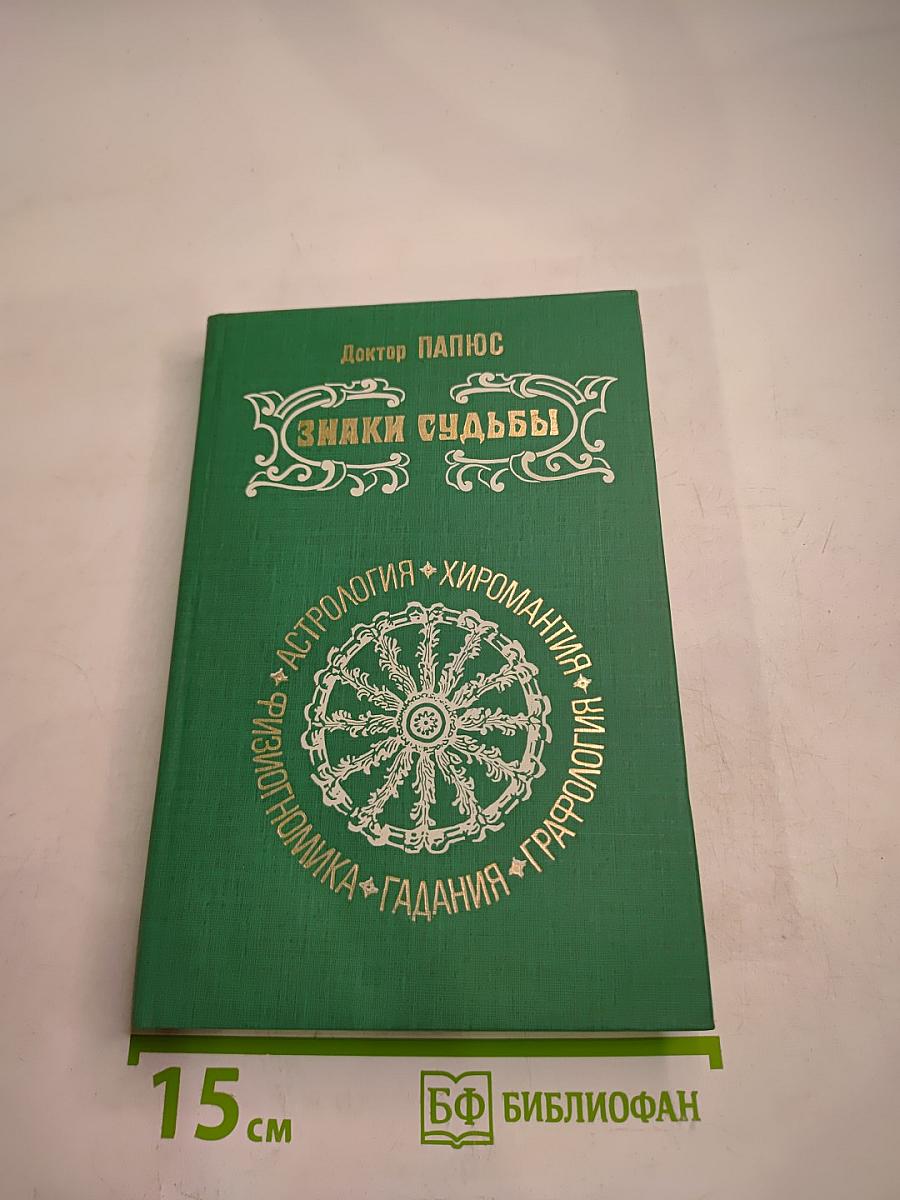 Доктор ПАПЮС
ЗНАКИ СУДЬБЫ
АСТРОЛОГИЯ
ХИРОМАНТИЯ
ГРАФОЛОГИЯ
ГАДАНИЯ
ФИЗИОГНОМИКА
15 см
БФ БИБЛИОФАН